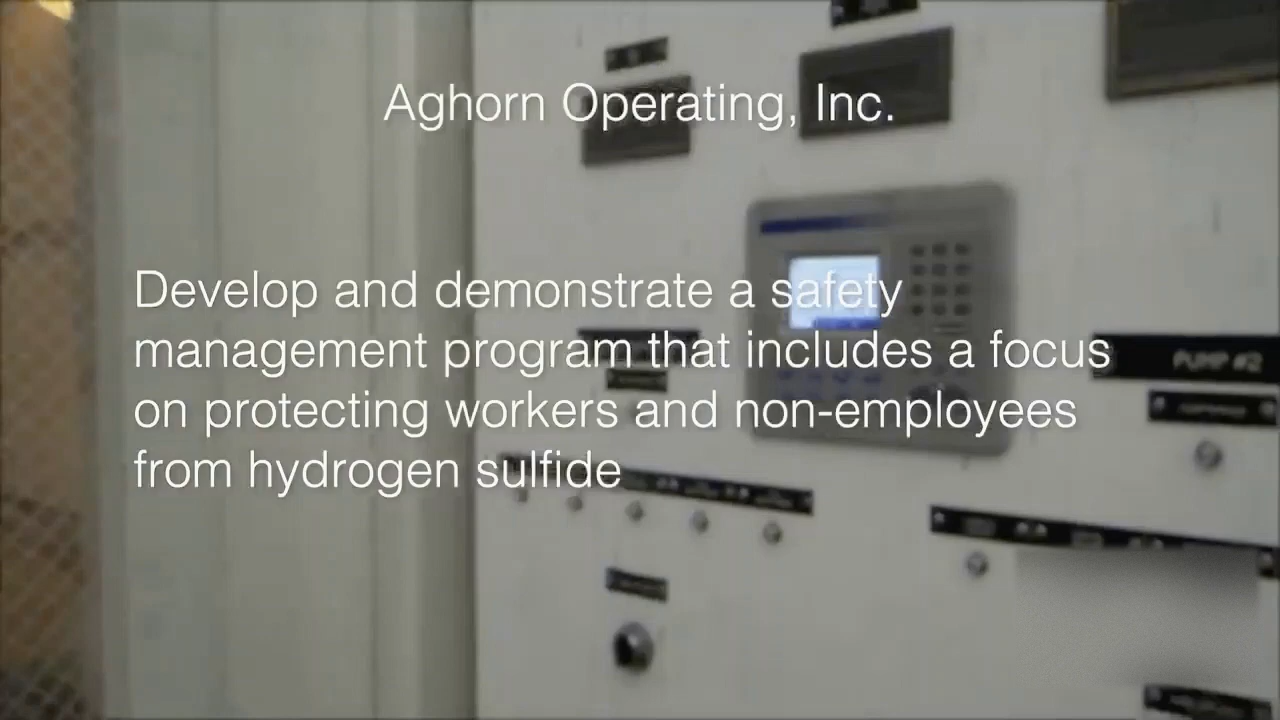 Aghorn Operating, Inc.
Develop and demonstrate a safety
management program that includes a focus
on protecting workers and non-employees
from hydrogen sulfide
PUMP #2